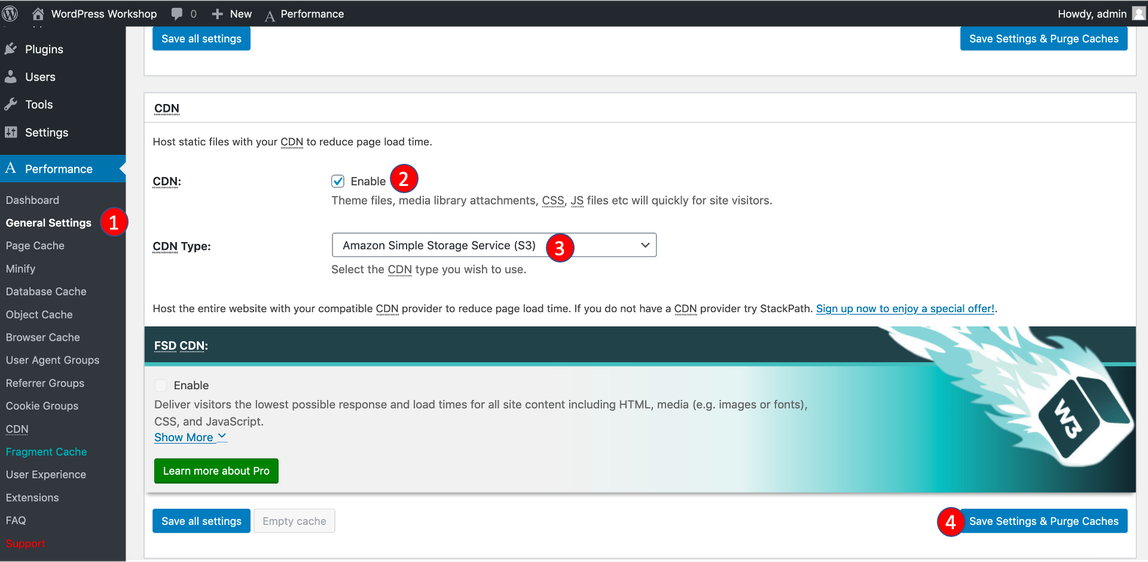 WordPress Workshop 0 New Performance Howdy, admin
Plugins
Users
Tools
Settings
Performance
Dashboard
General Settings 1
Page Cache
Minify
Database Cache
Object Cache
Browser Cache
User Agent Groups
Referrer Groups
Cookie Groups
CDN
Fragment Cache
User Experience
Extensions
FAQ
Support
Save all settings Save Settings & Purge Caches
CDN
Host static files with your CDN to reduce page load time.
CDN: Enable 2
Theme files, media library attachments, CSS, JS files etc will quickly for site visitors.
CDN Type: Amazon Simple Storage Service (S3) 3
Select the CDN type you wish to use.
Host the entire website with your compatible CDN provider to reduce page load time. If you do not have a CDN provider try StackPath. Sign up now to enjoy a special offer!.
FSD CDN:
Enable
Deliver visitors the lowest possible response and load times for all site content including HTML, media (e.g. images or fonts),
CSS, and JavaScript.
Show More
Learn more about Pro
W3
Save all settings Empty cache 4 Save Settings & Purge Caches